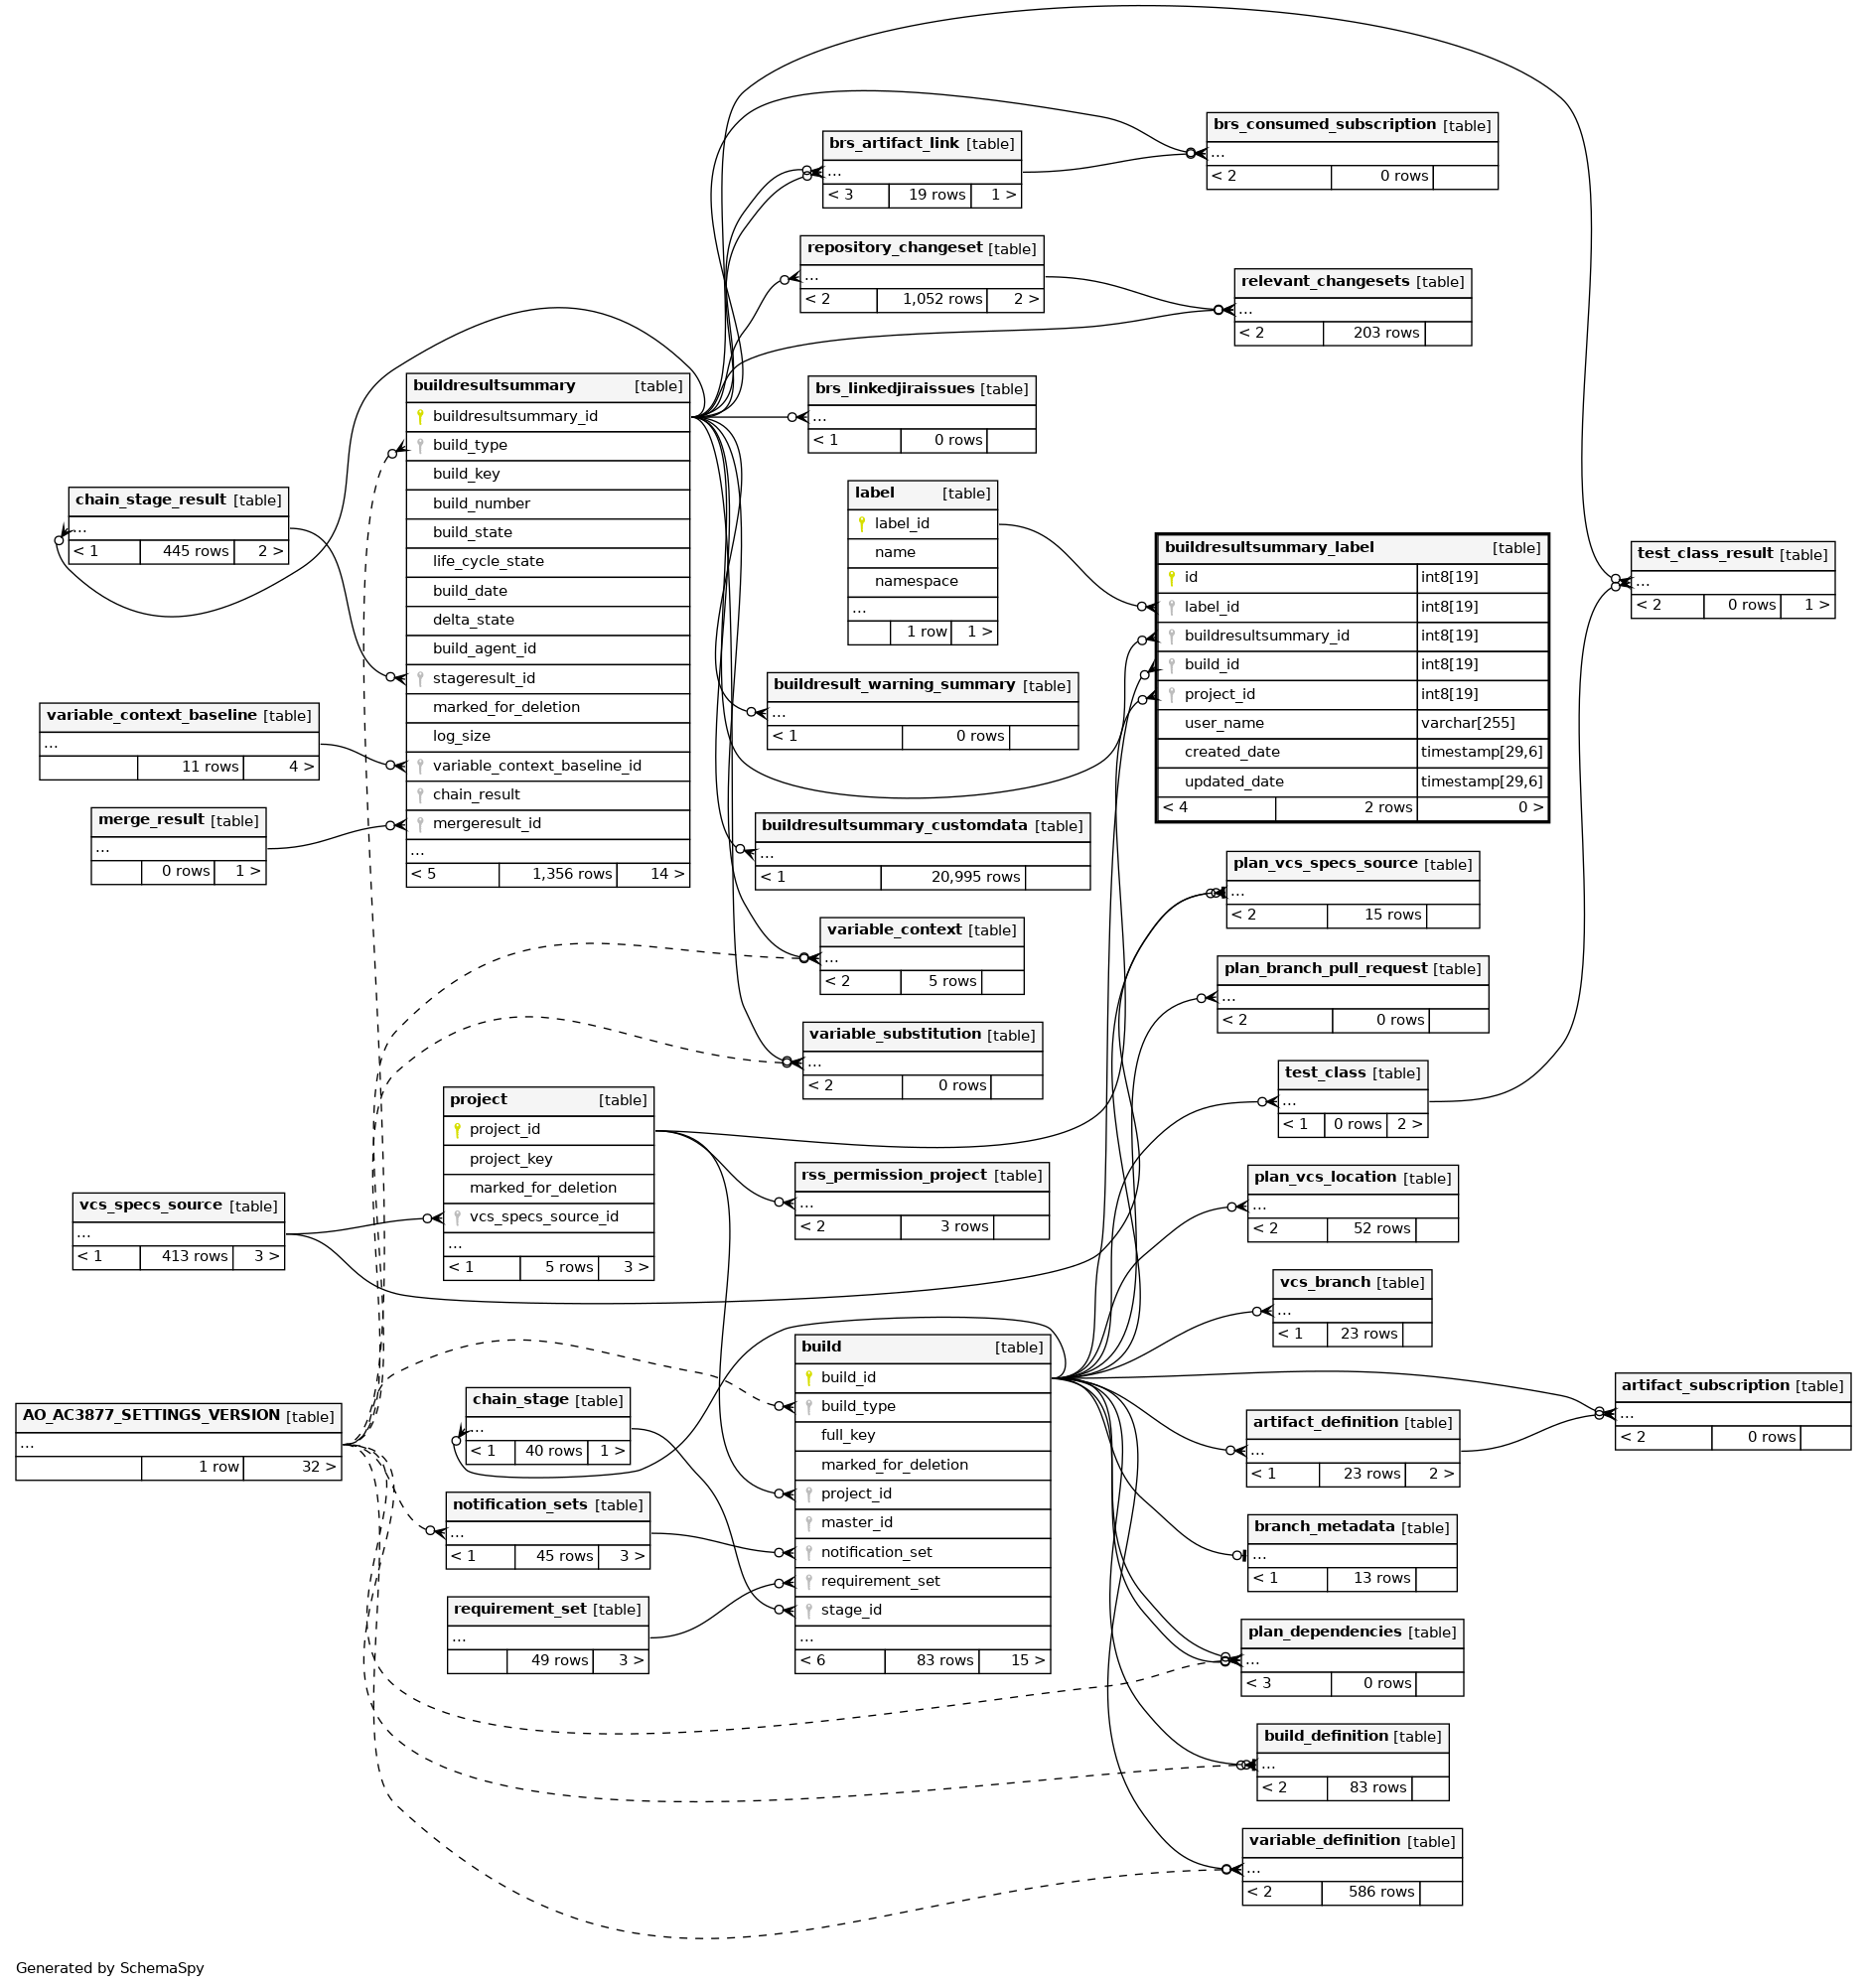 brs_consumed_subscription [table]
...
< 2 0 rows
brs_artifact_link [table]
...
< 3 19 rows 1 >
repository_changeset [table]
...
< 2 1,052 rows 2 >
relevant_changesets [table]
...
< 2 203 rows
buildresultsummary [table]
buildresultsummary_id
build_type
build_key
build_number
build_state
life_cycle_state
build_date
delta_state
build_agent_id
stageresult_id
marked_for_deletion
log_size
variable_context_baseline_id
chain_result
mergeresult_id
...
< 5 1,356 rows 14 >
brs_linkedjiraissues [table]
...
< 1 0 rows
chain_stage_result [table]
...
< 1 445 rows 2 >
label [table]
label_id
name
namespace
...
1 row 1 >
buildresultsummary_label [table]
id int8[19]
label_id int8[19]
buildresultsummary_id int8[19]
build_id int8[19]
project_id int8[19]
user_name varchar[255]
created_date timestamp[29,6]
updated_date timestamp[29,6]
< 4 2 rows 0 >
test_class_result [table]
...
< 2 0 rows 1 >
variable_context_baseline [table]
...
11 rows 4 >
buildresult_warning_summary [table]
...
< 1 0 rows
merge_result [table]
...
0 rows 1 >
buildresultsummary_customdata [table]
...
< 1 20,995 rows
plan_vcs_specs_source [table]
...
< 2 15 rows
variable_context [table]
...
< 2 5 rows
plan_branch_pull_request [table]
...
< 2 0 rows
variable_substitution [table]
...
< 2 0 rows
test_class [table]
...
< 1 0 rows 2 >
project [table]
project_id
project_key
marked_for_deletion
vcs_specs_source_id
...
< 1 5 rows 3 >
rss_permission_project [table]
...
< 2 3 rows
plan_vcs_location [table]
...
< 2 52 rows
vcs_specs_source [table]
...
< 1 413 rows 3 >
vcs_branch [table]
...
< 1 23 rows
build [table]
build_id
build_type
full_key
marked_for_deletion
project_id
master_id
notification_set
requirement_set
stage_id
...
< 6 83 rows 15 >
artifact_subscription [table]
...
< 2 0 rows
AO_AC3877_SETTINGS_VERSION [table]
...
1 row 32 >
chain_stage [table]
...
< 1 40 rows 1 >
artifact_definition [table]
...
< 1 23 rows 2 >
notification_sets [table]
...
< 1 45 rows 3 >
branch_metadata [table]
...
< 1 13 rows
requirement_set [table]
...
49 rows 3 >
plan_dependencies [table]
...
< 3 0 rows
build_definition [table]
...
< 2 83 rows
variable_definition [table]
...
< 2 586 rows
Generated by SchemaSpy